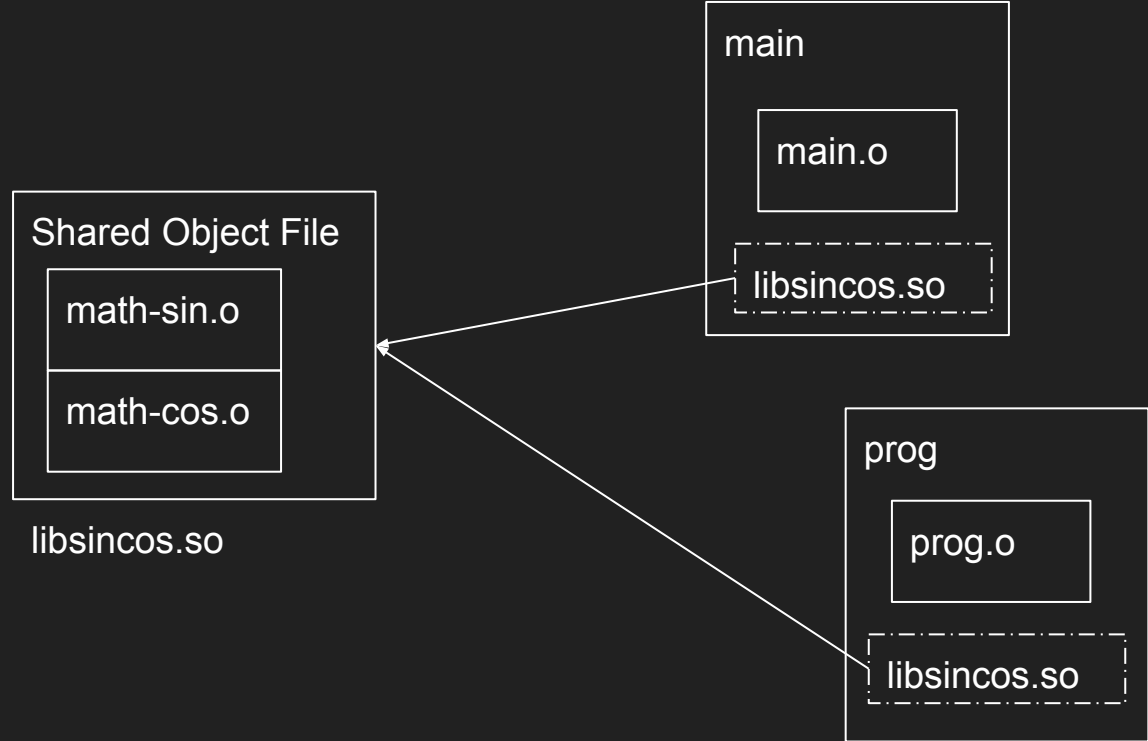 main
main.o
libsincos.so
Shared Object File
math-sin.o
math-cos.o
libsincos.so
prog
prog.o
libsincos.so